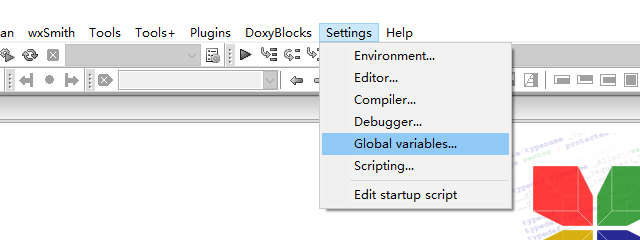 an wxSmith Tools Tools+ Plugins DoxyBlocks Settings Help
Environment...
Editor...
Compiler...
Debugger...
Global variables...
Scripting...
Edit startup script